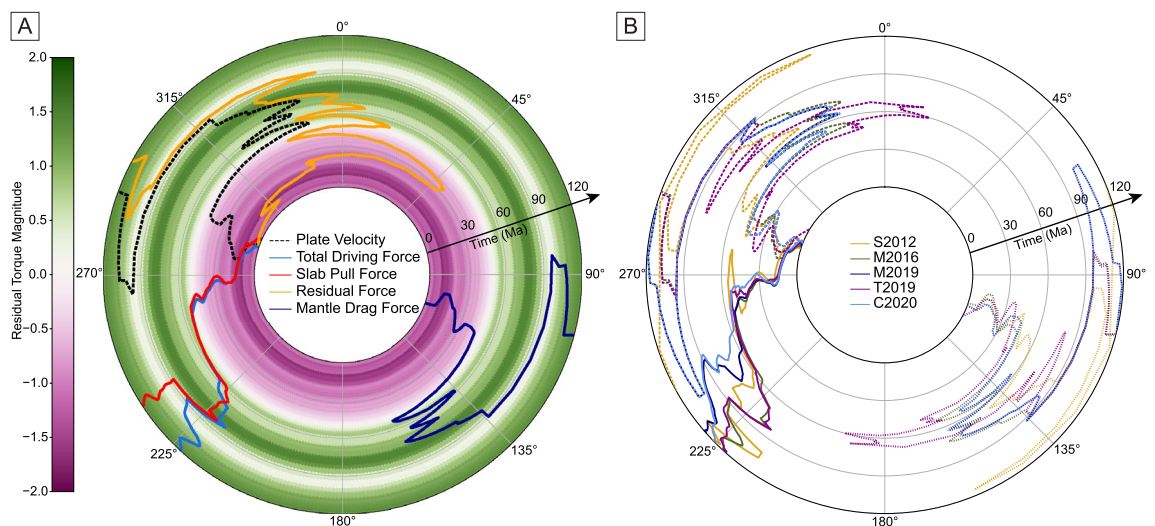 A
B
2.0
1.5
1.0
0.5
0.0
−0.5
−1.0
−1.5
−2.0
Residual Torque Magnitude
0°
45°
90°
135°
180°
225°
270°
315°
0
30
60
90
120
Time (Ma)
Plate Velocity
Total Driving Force
Slab Pull Force
Residual Force
Mantle Drag Force
0°
45°
90°
135°
180°
225°
270°
315°
0
30
60
90
120
Time (Ma)
S2012
M2016
M2019
T2019
C2020